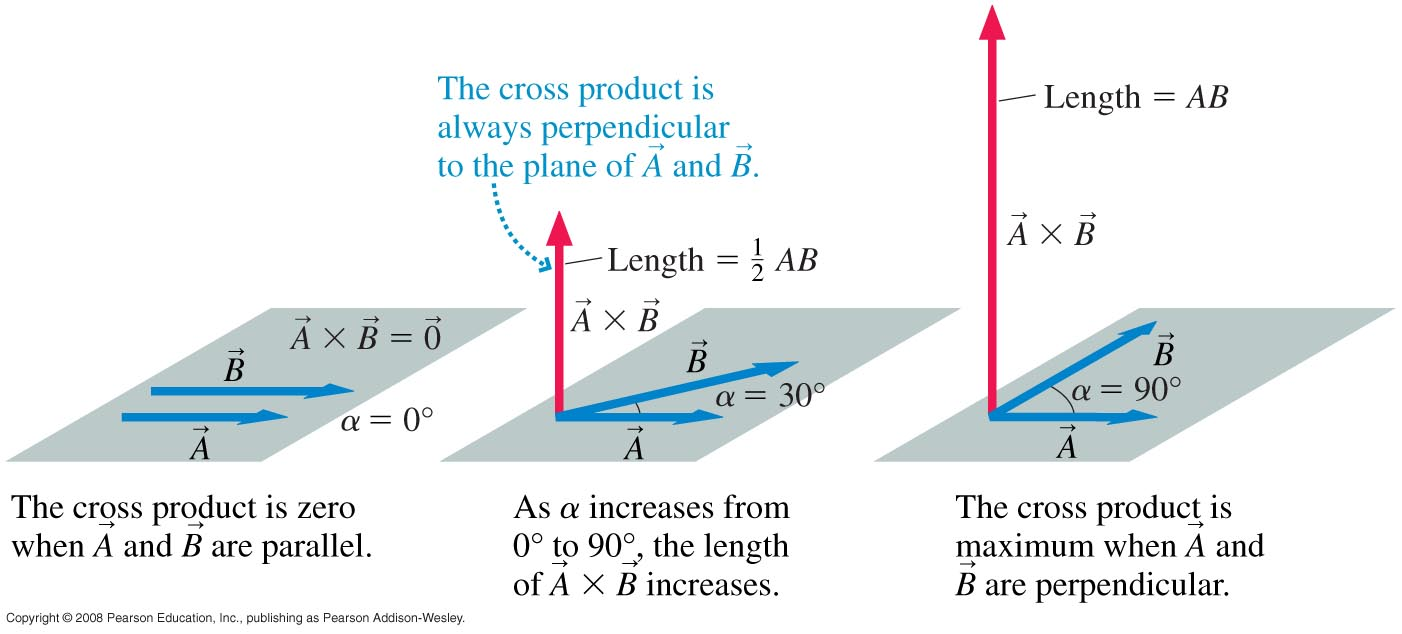 The cross product is
always perpendicular
to the plane of A⃗ and B⃗.
Length = AB
A⃗ × B⃗
Length = ½ AB
A⃗ × B⃗
A⃗ × B⃗ = 0⃗
B⃗
α = 0°
A⃗
B⃗
α = 30°
A⃗
B⃗
α = 90°
A⃗
The cross product is zero
when A⃗ and B⃗ are parallel.
As α increases from
0° to 90°, the length
of A⃗ × B⃗ increases.
The cross product is
maximum when A⃗ and
B⃗ are perpendicular.
Copyright © 2008 Pearson Education, Inc., publishing as Pearson Addison-Wesley.